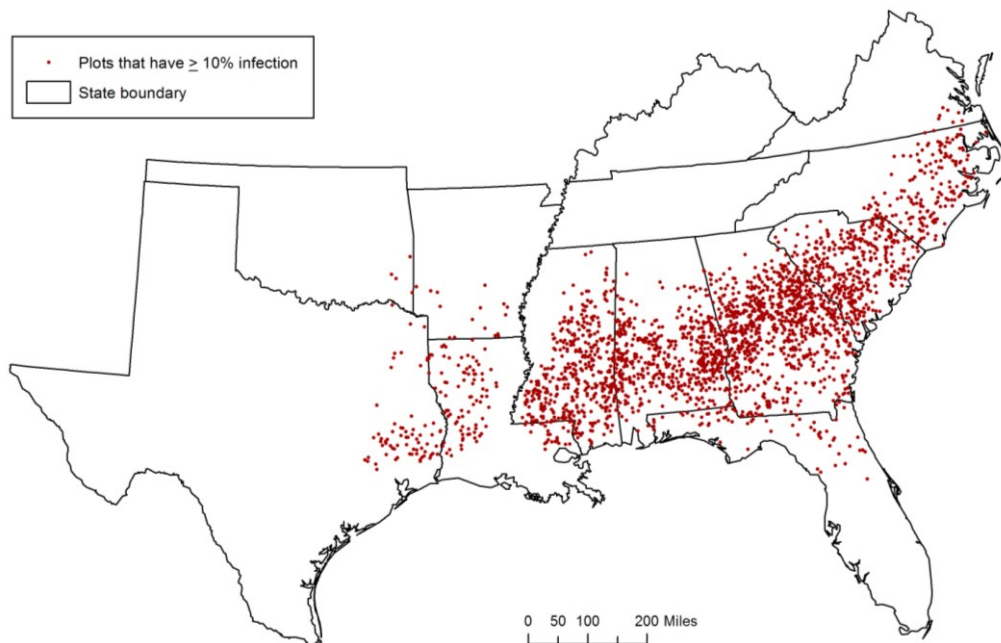 Plots that have ≥ 10% infection
State boundary
0 50 100 200 Miles